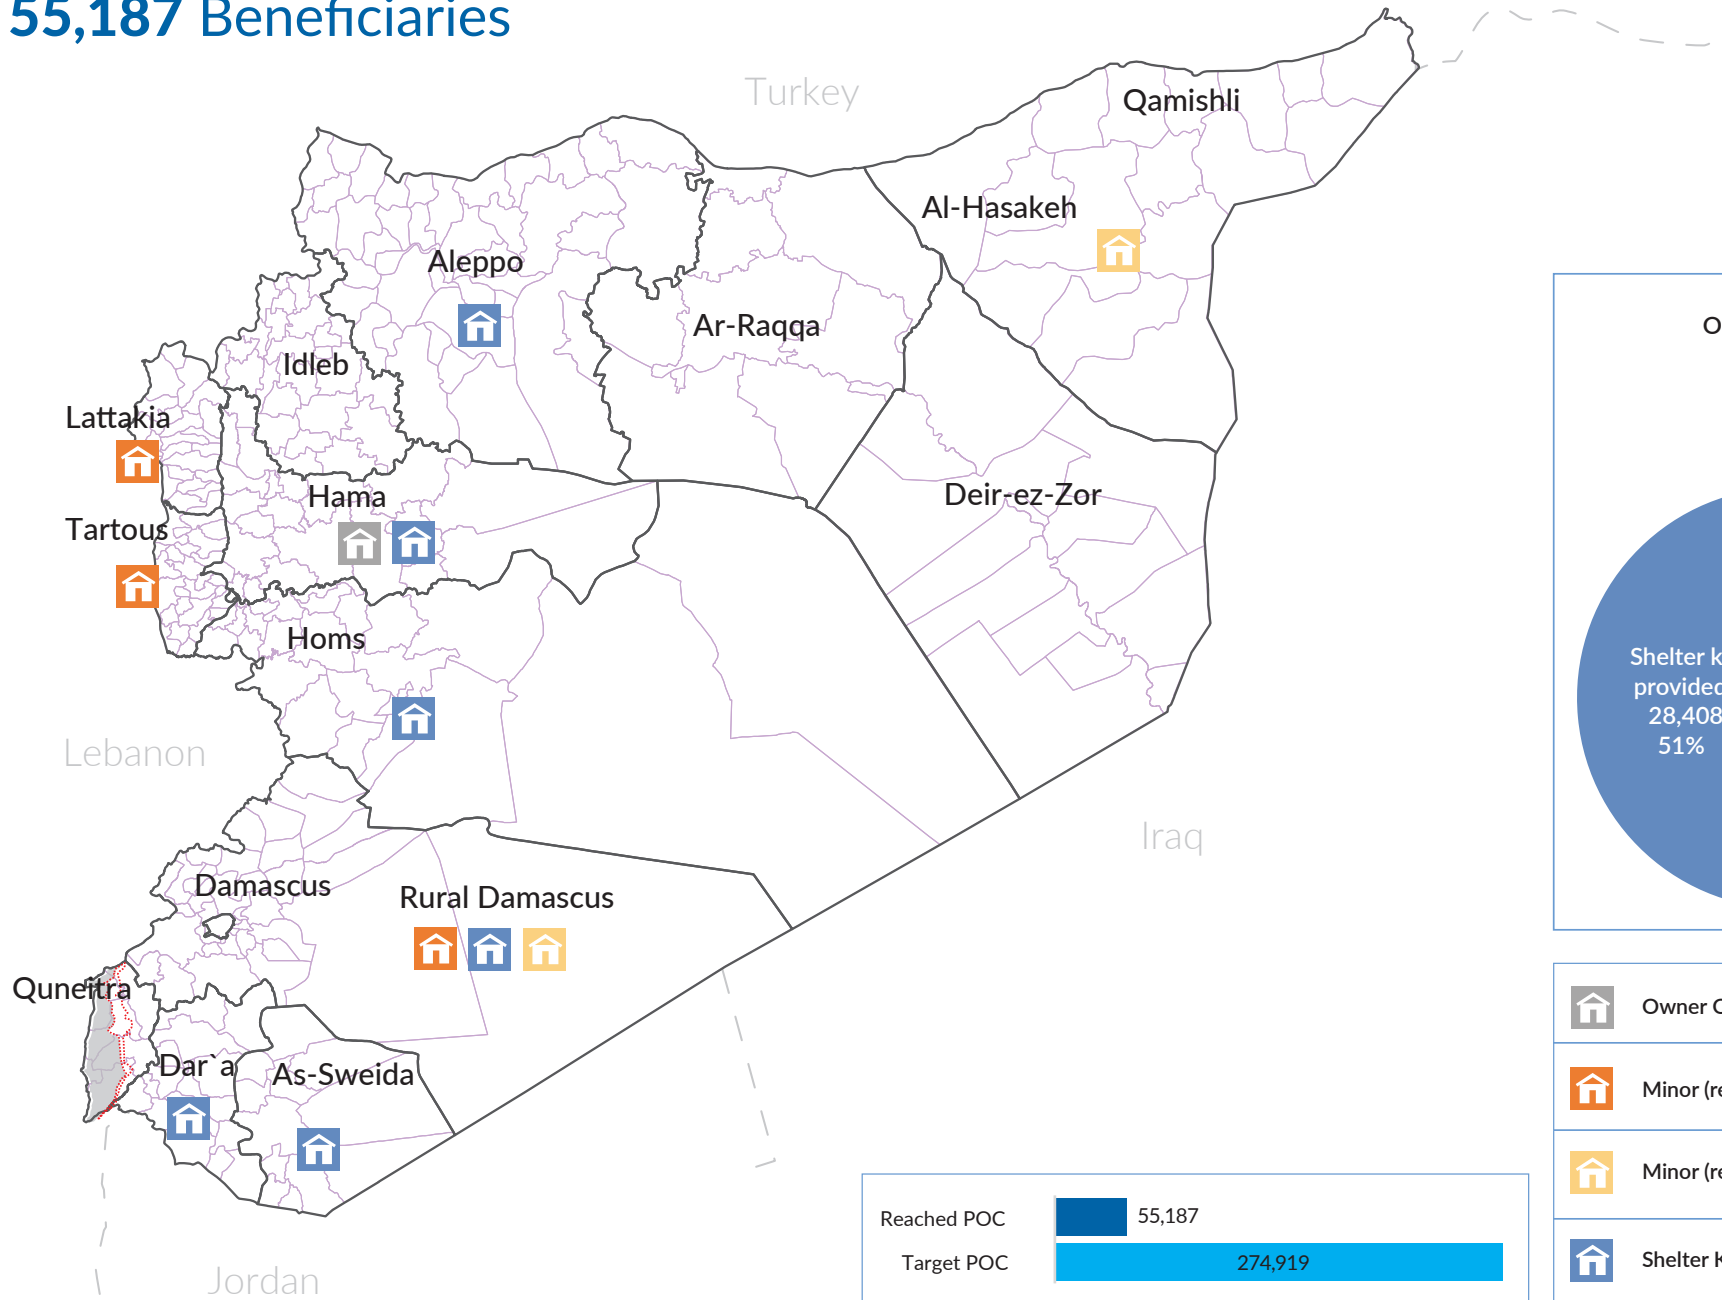 55,187 Beneficiaries
Turkey
Qamishli
Al-Hasakeh
Aleppo
Ar-Raqqa
Idleb
Lattakia
Hama
Deir-ez-Zor
Tartous
Homs
Lebanon
Iraq
Damascus
Rural Damascus
Quneitra
Dar`a
As-Sweida
Jordan
Reached POC 55,187
Target POC 274,919
Shelter
provided
28,408
51%
Owner
Minor
Minor
Shelter